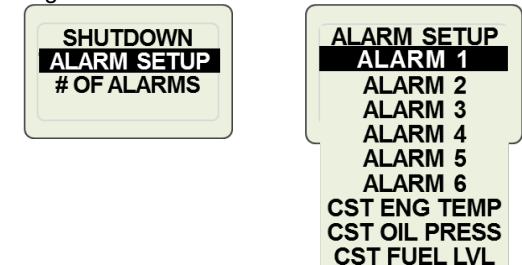 SHUTDOWN
ALARM SETUP
# OF ALARMS
ALARM SETUP
ALARM 1
ALARM 2
ALARM 3
ALARM 4
ALARM 5
ALARM 6
CST ENG TEMP
CST OIL PRESS
CST FUEL LVL